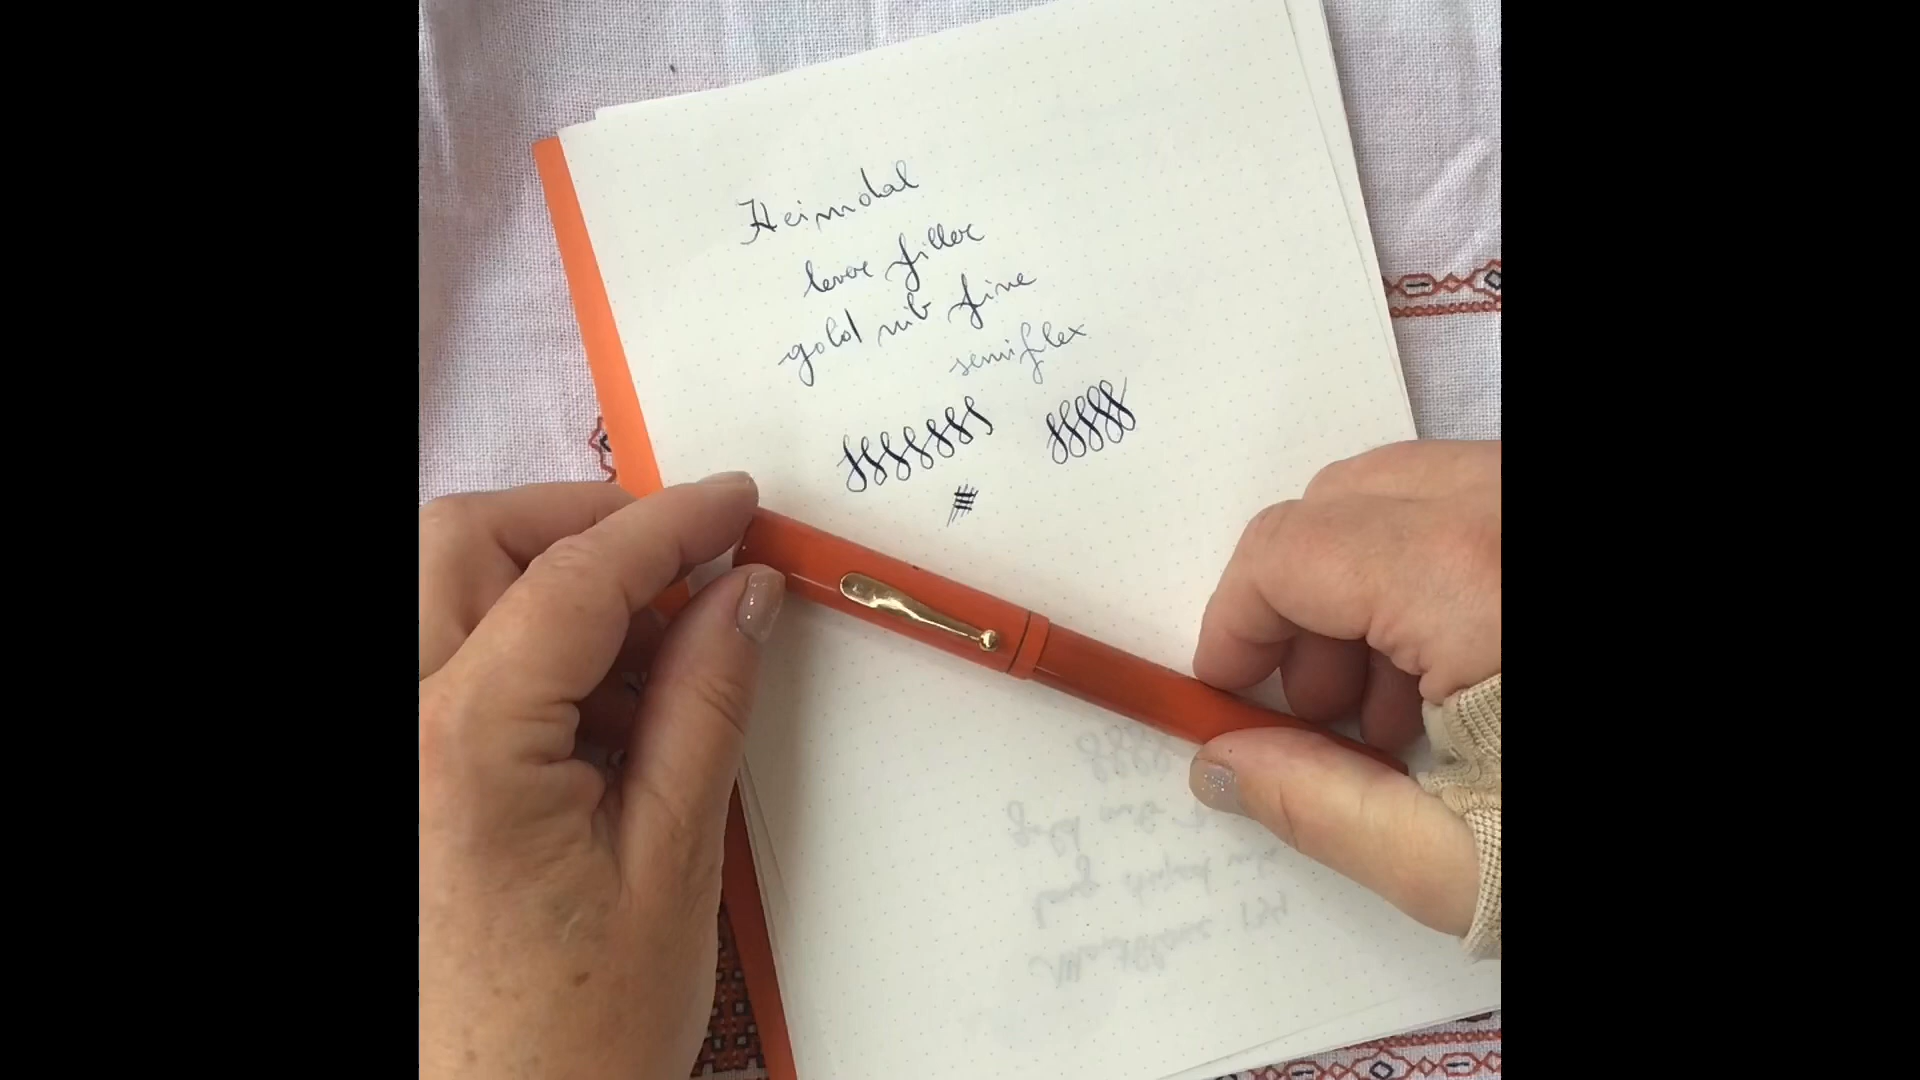 Heimdal
lever filler
gold nib fine
semiflex